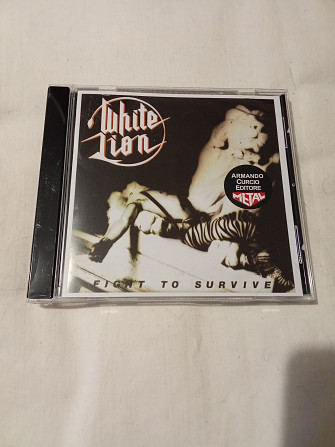 White
Lion
ARMANDO
CURCIO
EDITORE
METAL
FIGHT TO SURVIVE